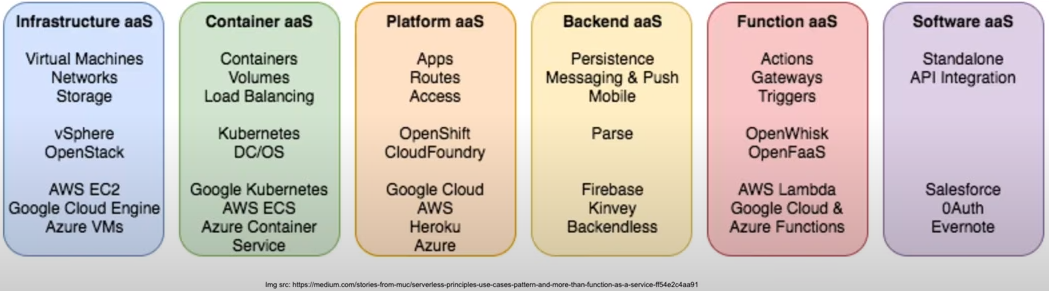 Infrastructure aaS
Virtual Machines
Networks
Storage
vSphere
OpenStack
AWS EC2
Google Cloud Engine
Azure VMs
Container aaS
Containers
Volumes
Load Balancing
Kubernetes
DC/OS
Google Kubernetes
AWS ECS
Azure Container
Service
Platform aaS
Apps
Routes
Access
OpenShift
CloudFoundry
Google Cloud
AWS
Heroku
Azure
Backend aaS
Persistence
Messaging & Push
Mobile
Parse
Firebase
Kinvey
Backendless
Function aaS
Actions
Gateways
Triggers
OpenWhisk
OpenFaaS
AWS Lambda
Google Cloud &
Azure Functions
Software aaS
Standalone
API Integration
Salesforce
0Auth
Evernote
Img src: https://medium.com/stories-from-muc/serverless-principles-use-cases-pattern-and-more-than-function-as-a-service-ff54e2c4aa91